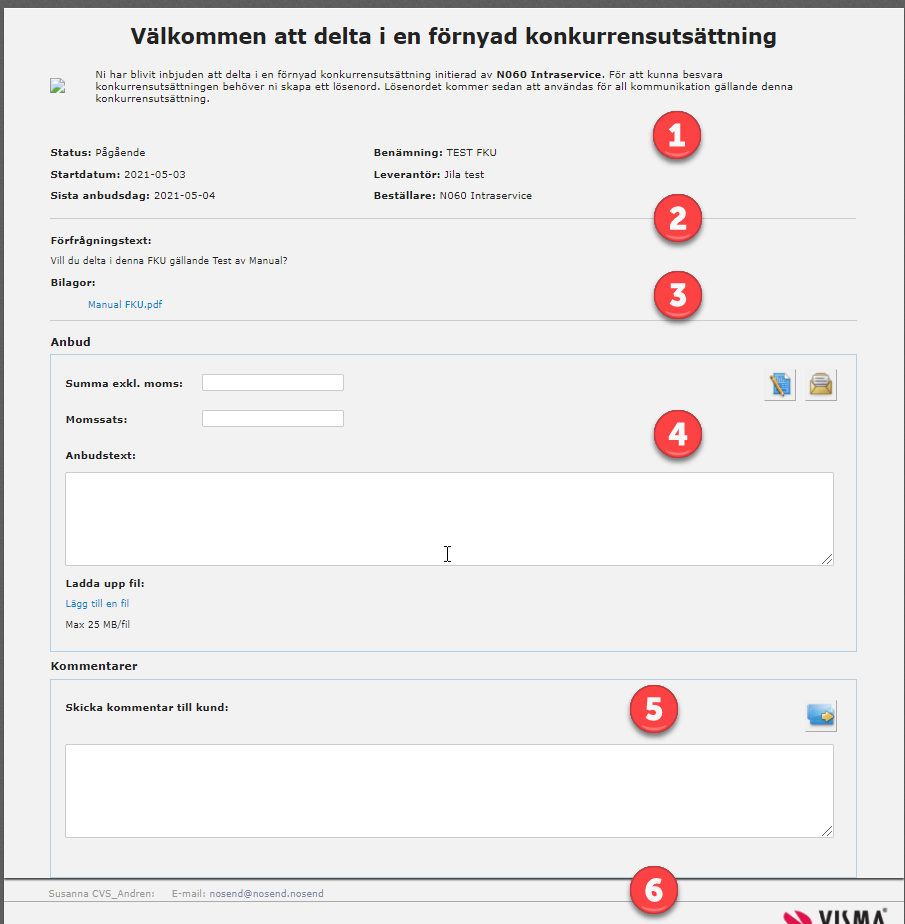 Välkommen att delta i en förnyad konkurrensutsättning
Ni har blivit inbjuden att delta i en förnyad konkurrensutsättning initierad av N060 Intraservice. För att kunna besvara
konkurrensutsättningen behöver ni skapa ett lösenord. Lösenordet kommer sedan att användas för all kommunikation gällande denna
konkurrensutsättning.
1
Status: Pågående Benämning: TEST FKU
Startdatum: 2021-05-03 Leverantör: Jila test
Sista anbudsdag: 2021-05-04 Beställare: N060 Intraservice
2
Förfrågningstext:
Vill du delta i denna FKU gällande Test av Manual?
Bilagor:
3
Manual FKU.pdf
Anbud
Summa exkl. moms:
Momssats:
4
Anbudstext:
Ladda upp fil:
Lägg till en fil
Max 25 MB/fil
Kommentarer
Skicka kommentar till kund:
5
Susanna CVS_Andren: E-mail: nosend@nosend.nosend
6
VISMA®